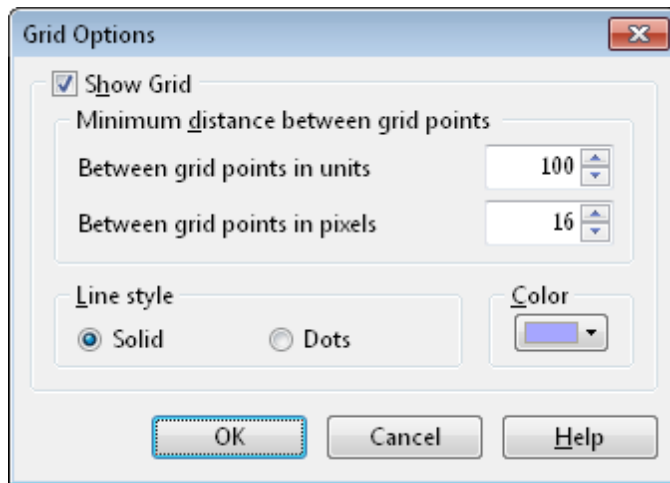 Grid Options
Show Grid
Minimum distance between grid points
Between grid points in units 100
Between grid points in pixels 16
Line style Color
Solid Dots
OK Cancel Help